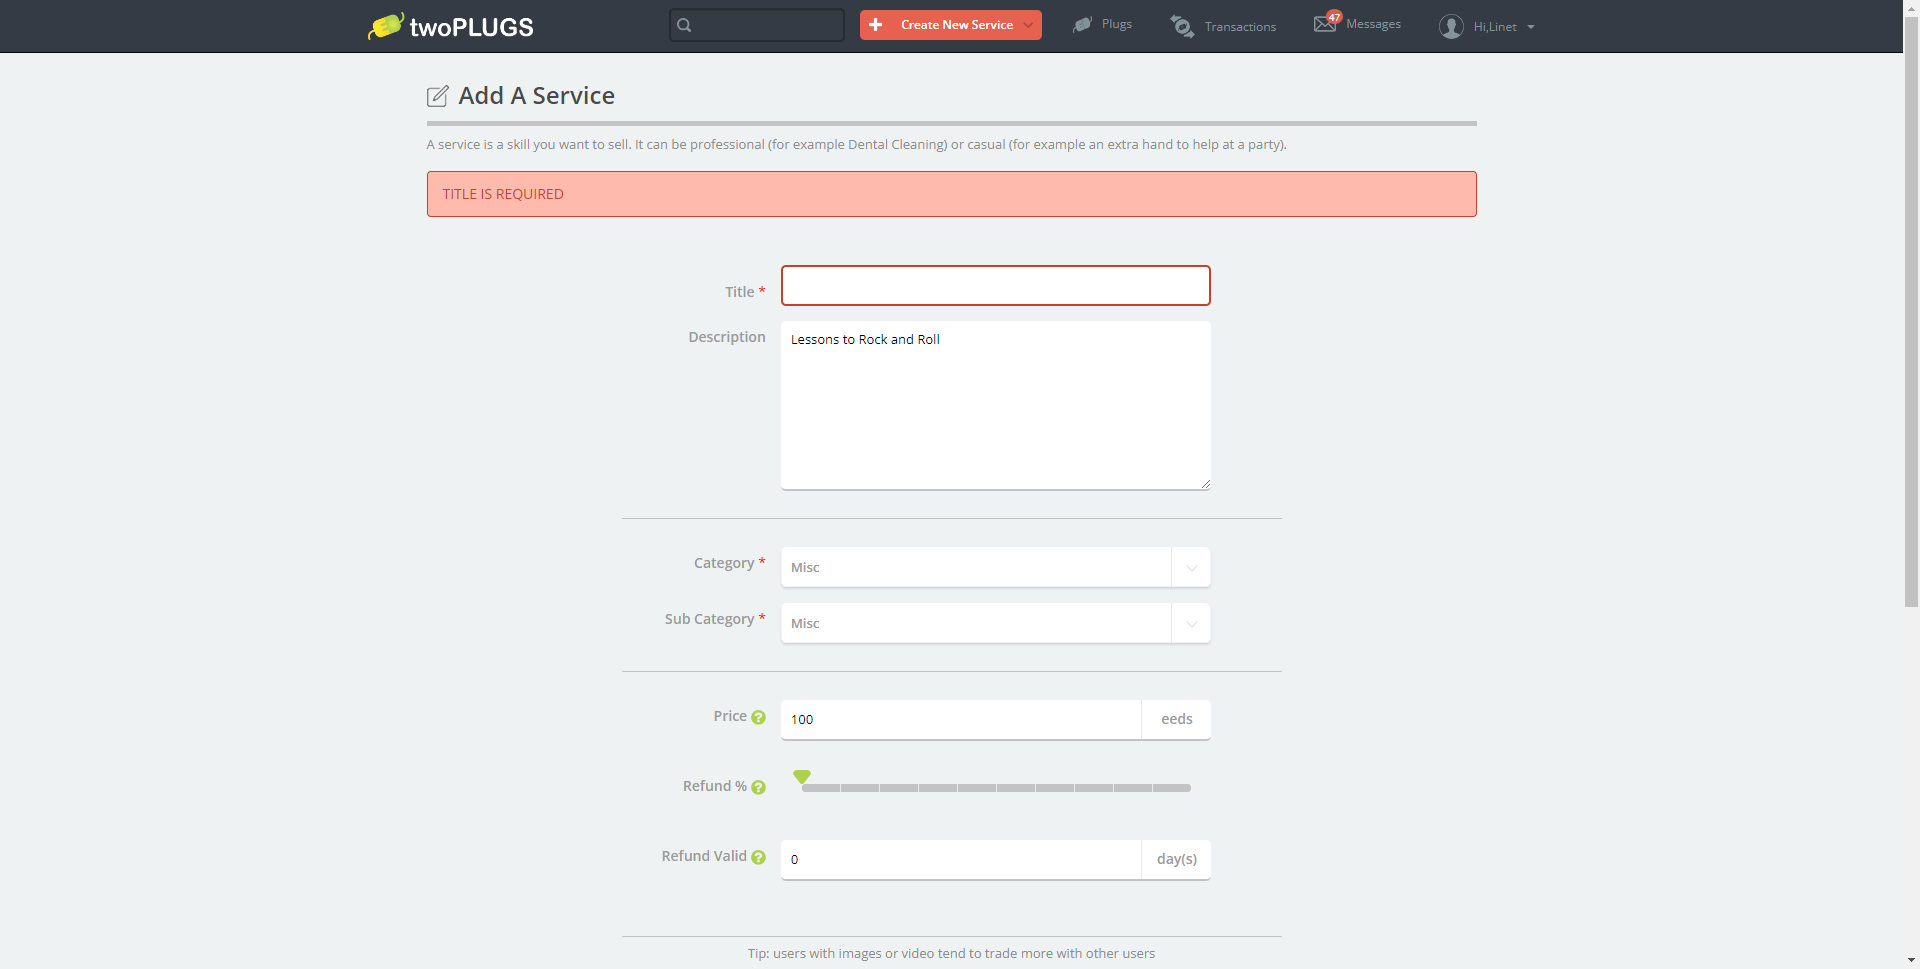 twoPLUGS
Create New Service
Plugs
Transactions
47
Messages
Hi,Linet
Add A Service
A service is a skill you want to sell. It can be professional (for example Dental Cleaning) or casual (for example an extra hand to help at a party).
TITLE IS REQUIRED
Title *
Description
Lessons to Rock and Roll
Category *
Misc
Sub Category *
Misc
Price ?
100
eeds
Refund % ?
Refund Valid ?
0
day(s)
Tip: users with images or video tend to trade more with other users